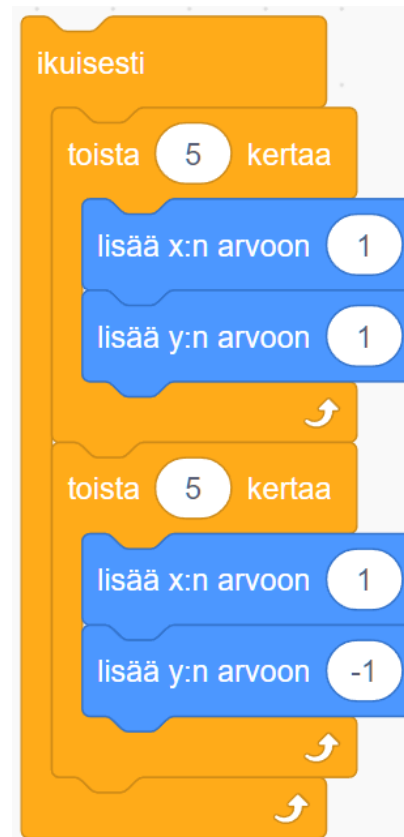 ikuisesti
toista 5 kertaa
lisää x:n arvoon 1
lisää y:n arvoon 1
toista 5 kertaa
lisää x:n arvoon 1
lisää y:n arvoon -1